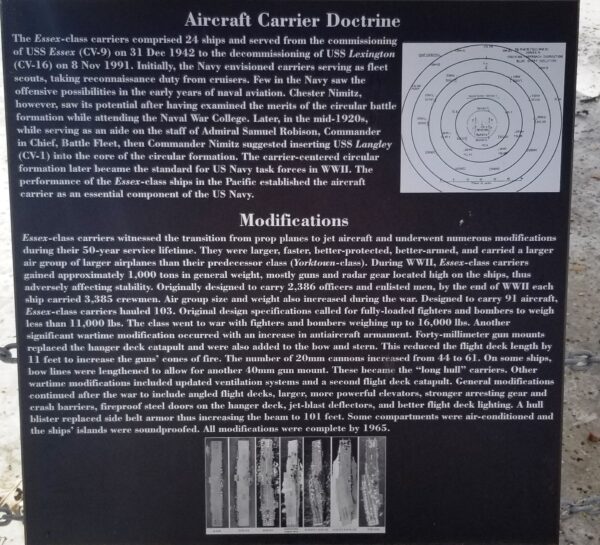 Aircraft Carrier Doctrine
The Essex-class carriers comprised 24 ships and served from the commissioning
of USS Essex (CV-9) on 31 Dec 1942 to the decommissioning of USS Lexington
(CV-16) on 8 Nov 1991. Initially, the Navy envisioned carriers serving as fleet
scouts, taking reconnaissance duty from cruisers. Few in the Navy saw the
offensive possibilities in the early years of naval aviation. Chester Nimitz,
however, saw its potential after having examined the merits of the circular battle
formation while attending the Naval War College. Later, in the mid-1920s,
while serving as an aide on the staff of Admiral Samuel Robison, Commander
in Chief, Battle Fleet, then Commander Nimitz suggested inserting USS Langley
(CV-1) into the core of the circular formation. The carrier-centered circular
formation later became the standard for US Navy task forces in WWII. The
performance of the Essex-class ships in the Pacific established the aircraft
carrier as an essential component of the US Navy.
Modifications
Essex-class carriers witnessed the transition from prop planes to jet aircraft and underwent numerous modifications
during their 50-year service lifetime. They were larger, faster, better-protected, better-armed, and carried a larger
air group of larger airplanes than their predecessor class (Yorktown-class). During WWII, Essex-class carriers
gained approximately 1,000 tons in general weight, mostly guns and radar gear located high on the ships, thus
adversely affecting stability. Originally designed to carry 2,386 officers and enlisted men, by the end of WWII each
ship carried 3,385 crewmen. Air group size and weight also increased during the war. Designed to carry 91 aircraft,
Essex-class carriers hauled 103. Original design specifications called for fully-loaded fighters and bombers to weigh
less than 11,000 lbs. The class went to war with fighters and bombers weighing up to 16,000 lbs. Another
significant wartime modification occurred with an increase in antiaircraft armament. Forty-millimeter gun mounts
replaced the hanger deck catapult and were also added to the bow and stern. This reduced the flight deck length by
11 feet to increase the guns' cones of fire. The number of 20mm cannons increased from 44 to 61. On some ships,
bow lines were lengthened to allow for another 40mm gun mount. These became the “long hull” carriers. Other
wartime modifications included updated ventilation systems and a second flight deck catapult. General modifications
continued after the war to include angled flight decks, larger, more powerful elevators, stronger arresting gear and
crash barriers, fireproof steel doors on the hanger deck, jet-blast deflectors, and better flight deck lighting. A hull
blister replaced side belt armor thus increasing the beam to 101 feet. Some compartments were air-conditioned and
the ships' islands were soundproofed. All modifications were complete by 1965.